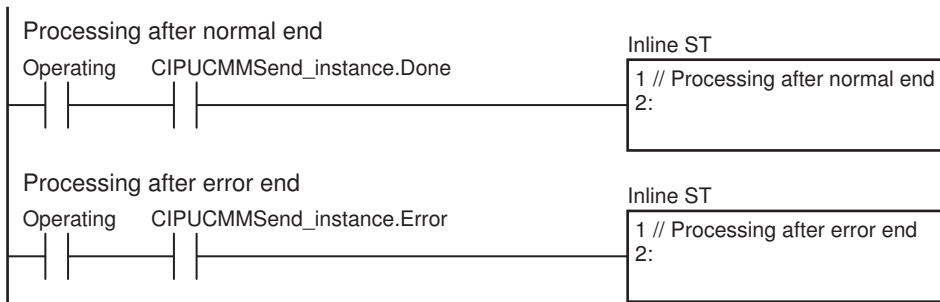 Processing after normal end
Operating CIPUCMMSend_instance.Done
Inline ST
1 // Processing after normal end
2:
Processing after error end
Operating CIPUCMMSend_instance.Error
Inline ST
1 // Processing after error end
2: